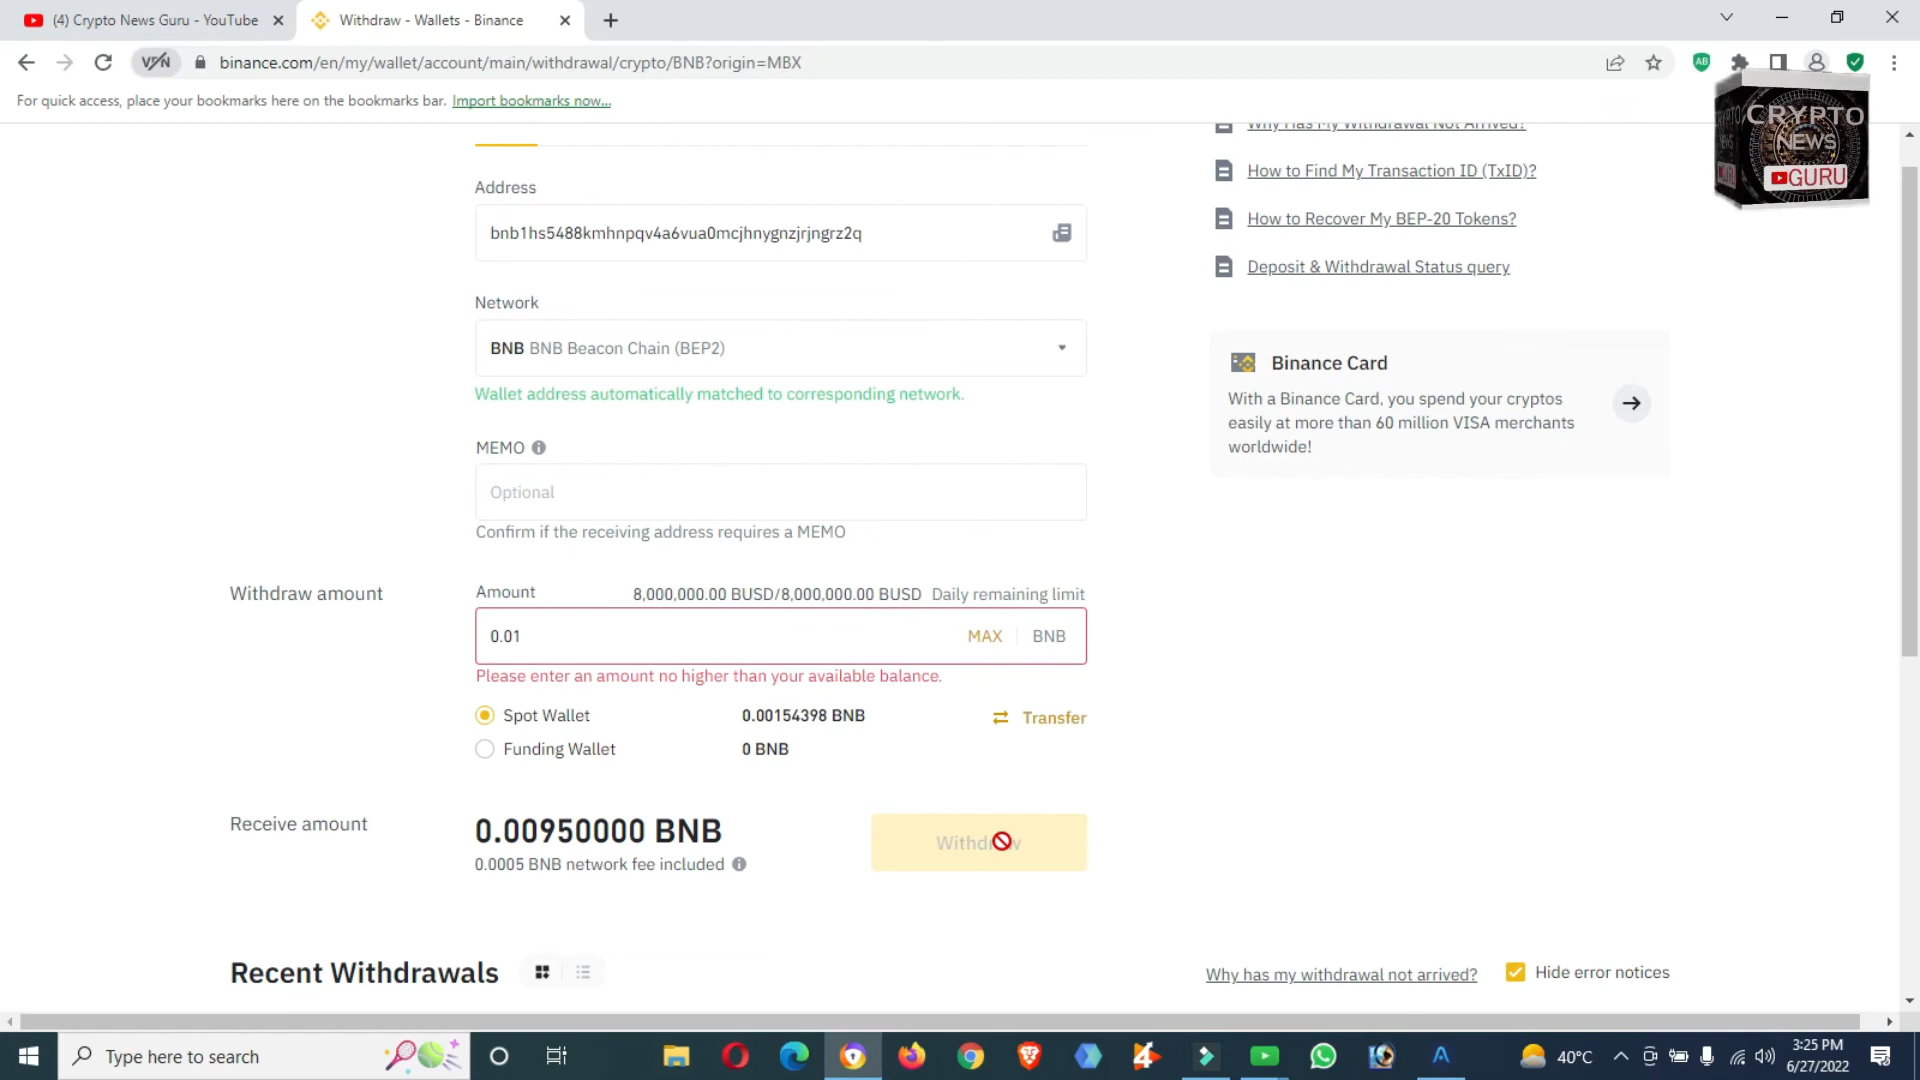 (4) Crypto News Guru - YouTube
Withdraw - Wallets - Binance
VPN
binance.com/en/my/wallet/account/main/withdrawal/crypto/BNB?origin=MBX
For quick access, place your bookmarks here on the bookmarks bar. Import bookmarks now...
CRYPTO
NEWS
GURU
Why Has My Withdrawal Not Arrived?
How to Find My Transaction ID (TxID)?
How to Recover My BEP-20 Tokens?
Deposit & Withdrawal Status query
Binance Card
With a Binance Card, you spend your cryptos
easily at more than 60 million VISA merchants
worldwide!
Address
bnb1hs5488kmhnpqv4a6vua0mcjhnygnzjrjngrz2q
Network
BNB BNB Beacon Chain (BEP2)
Wallet address automatically matched to corresponding network.
MEMO
Optional
Confirm if the receiving address requires a MEMO
Withdraw amount
Amount 8,000,000.00 BUSD/8,000,000.00 BUSD Daily remaining limit
0.01 MAX BNB
Please enter an amount no higher than your available balance.
Spot Wallet 0.00154398 BNB Transfer
Funding Wallet 0 BNB
Receive amount
0.00950000 BNB
0.0005 BNB network fee included
Withdraw
Recent Withdrawals
Why has my withdrawal not arrived? Hide error notices
Type here to search
40°C
3:25 PM
6/27/2022